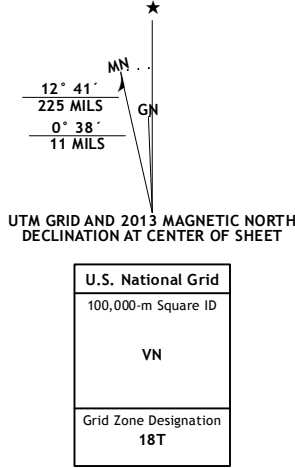 MN
GN
12° 41´
225 MILS
0° 38´
11 MILS
UTM GRID AND 2013 MAGNETIC NORTH
DECLINATION AT CENTER OF SHEET
U.S. National Grid
100,000-m Square ID
VN
Grid Zone Designation
18T